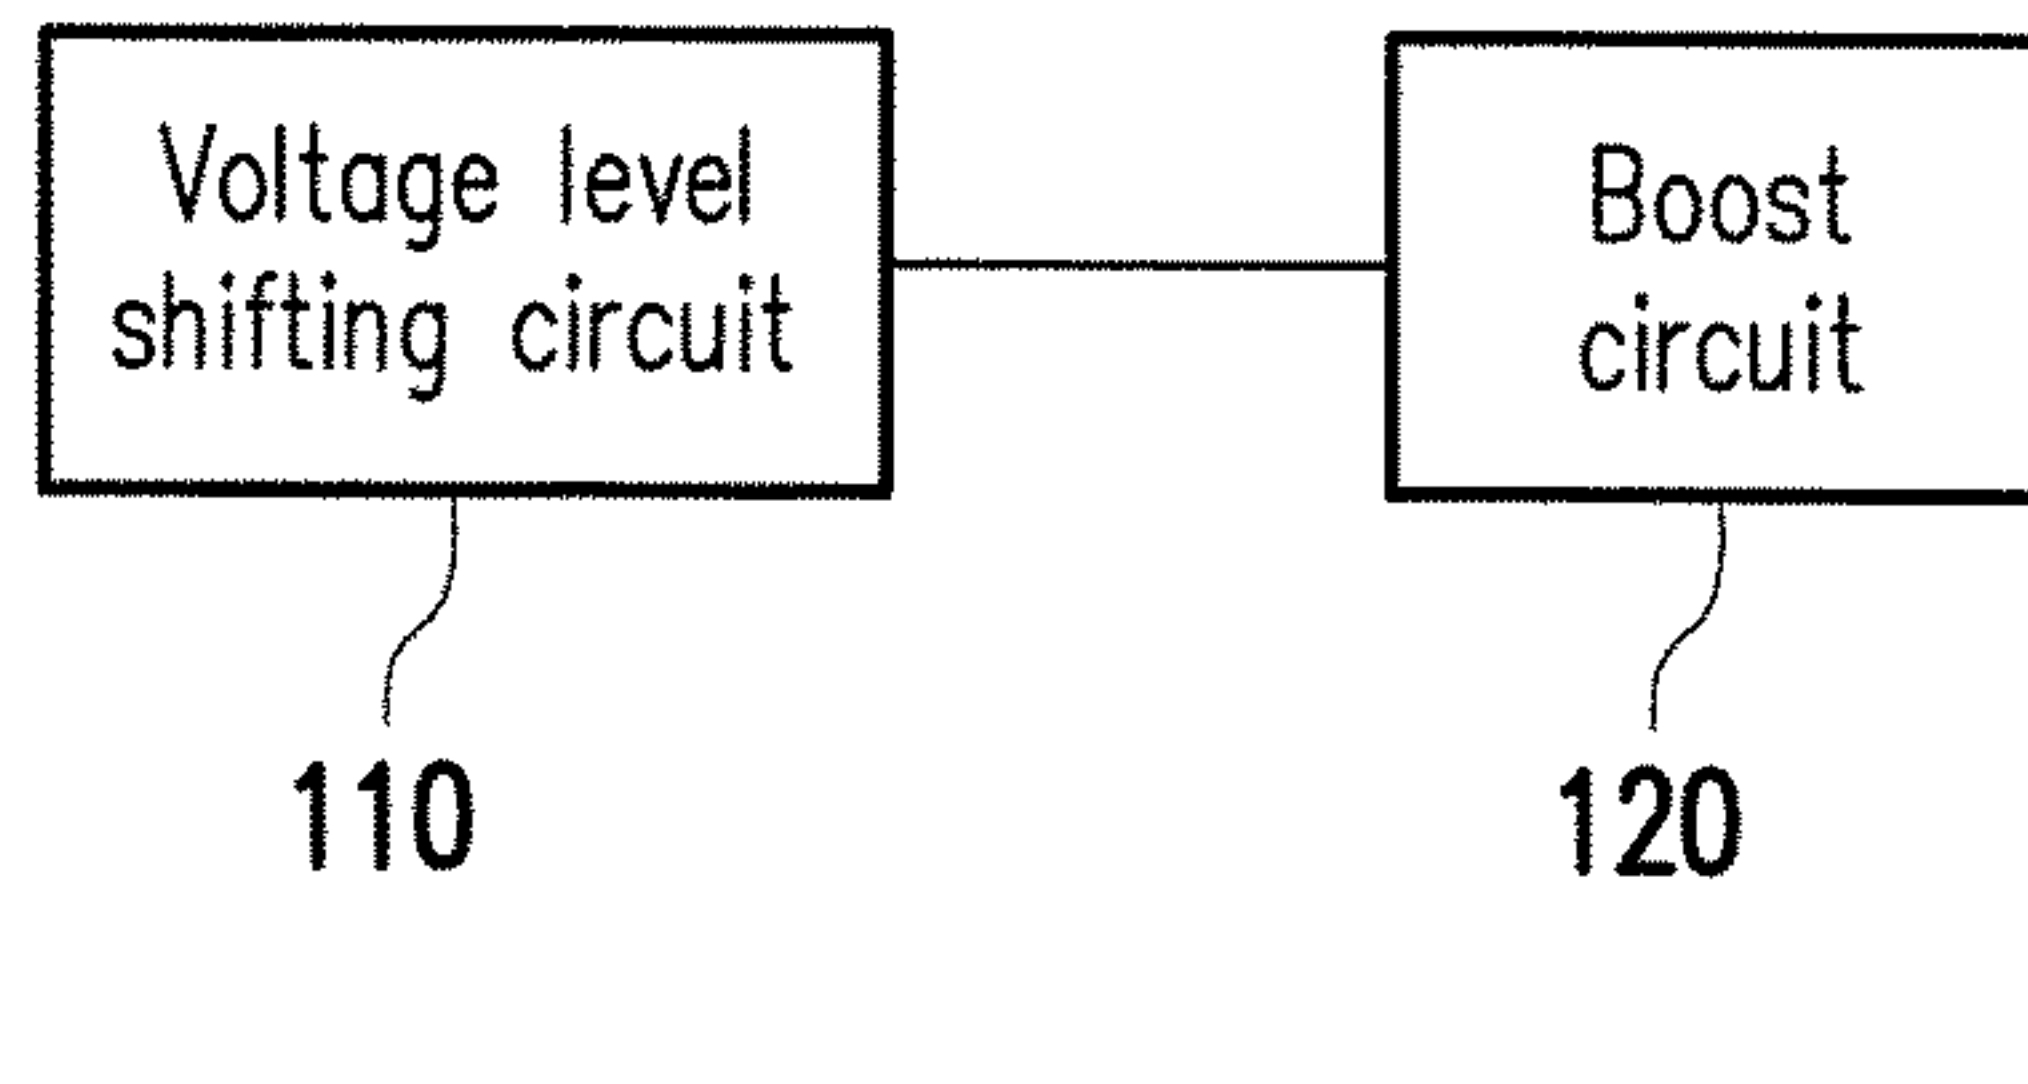 Voltage level
shifting circuit
Boost
circuit
110
120